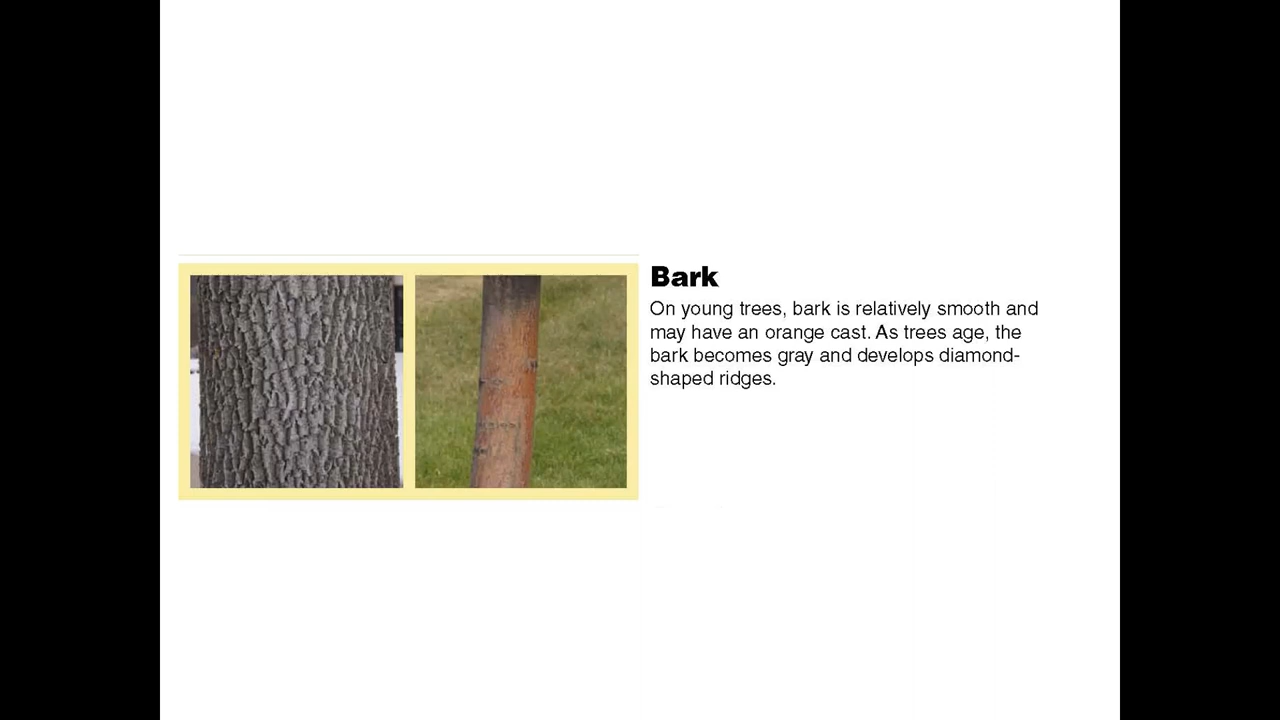 Bark
On young trees, bark is relatively smooth and
may have an orange cast. As trees age, the
bark becomes gray and develops diamond-
shaped ridges.